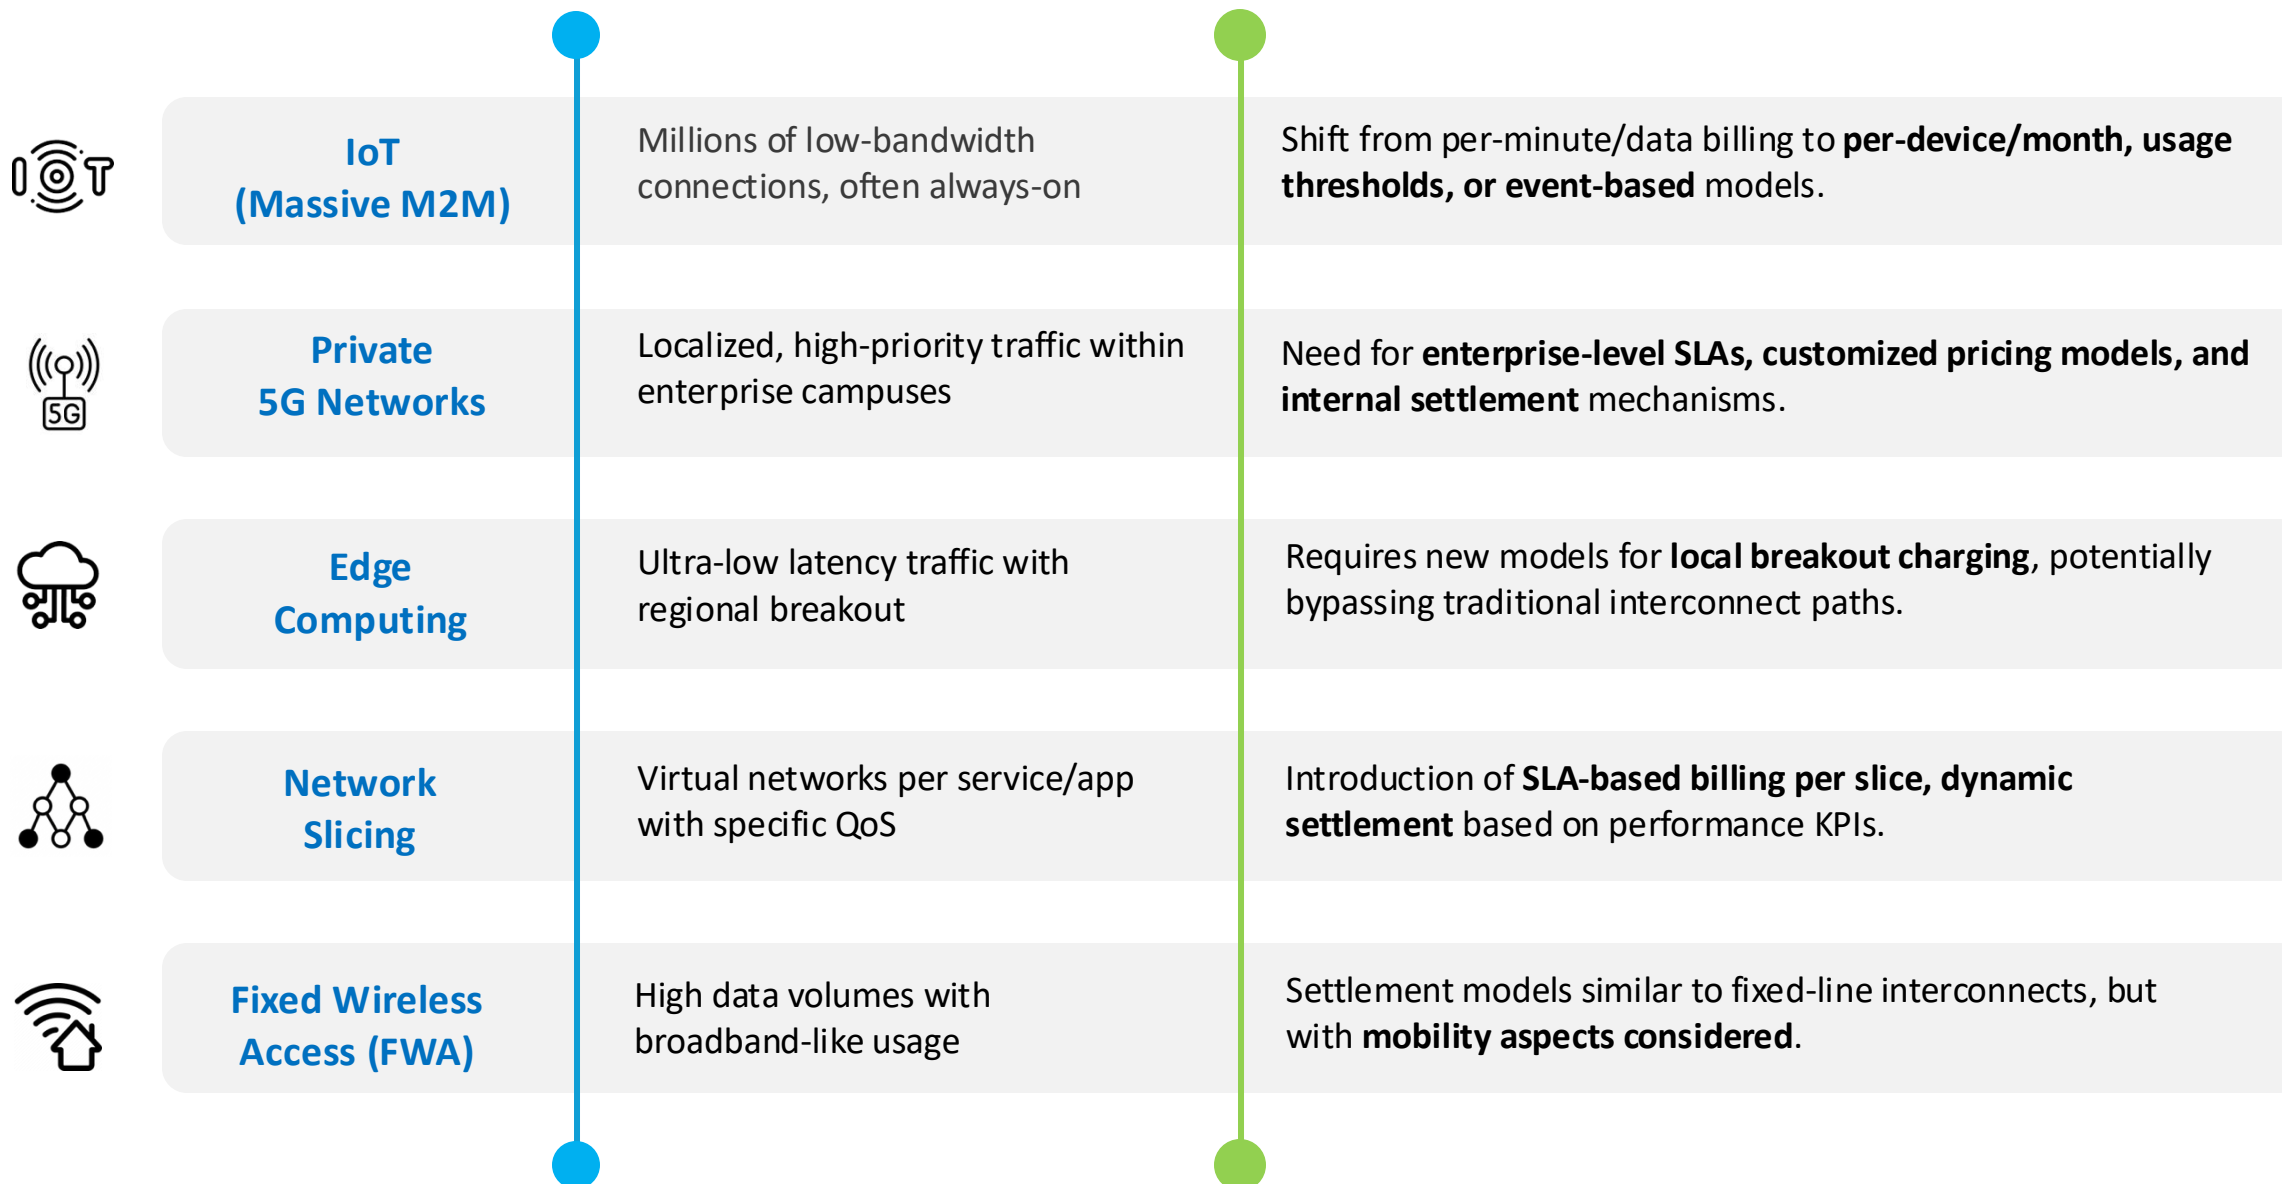 IOT
IoT
(Massive M2M)
Millions of low-bandwidth
connections, often always-on
Shift from per-minute/data billing to per-device/month, usage
thresholds, or event-based models.
5G
Private
5G Networks
Localized, high-priority traffic within
enterprise campuses
Need for enterprise-level SLAs, customized pricing models, and
internal settlement mechanisms.
Edge
Computing
Ultra-low latency traffic with
regional breakout
Requires new models for local breakout charging, potentially
bypassing traditional interconnect paths.
Network
Slicing
Virtual networks per service/app
with specific QoS
Introduction of SLA-based billing per slice, dynamic
settlement based on performance KPIs.
Fixed Wireless
Access (FWA)
High data volumes with
broadband-like usage
Settlement models similar to fixed-line interconnects, but
with mobility aspects considered.